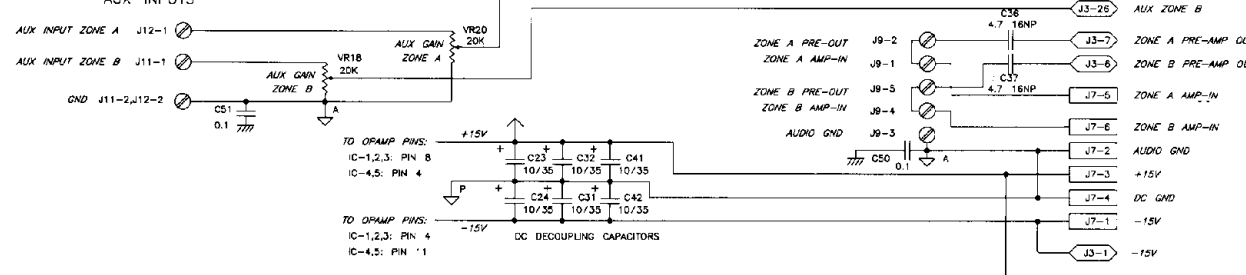 AUX INPUTS
AUX INPUT ZONE A J12-1
AUX INPUT ZONE B J11-1
GND J11-2,J12-2
C51
0.1
VR20
20K
AUX GAIN
ZONE A
VR18
20K
AUX GAIN
ZONE B
A
TO OPAMP PINS:
IC-1,2,3: PIN 8
IC-4,5: PIN 4
+15V
P
TO OPAMP PINS:
IC-1,2,3: PIN 4
IC-4,5: PIN 11
-15V
+ C23
10/35
+ C32
10/35
+ C41
10/35
+ C24
10/35
+ C31
10/35
+ C42
10/35
DC DECOUPLING CAPACITORS
ZONE A PRE-OUT J9-2
ZONE A AMP-IN J9-1
ZONE B PRE-OUT J9-5
ZONE B AMP-IN J9-4
AUDIO GND J9-3
C50
0.1
A
C36
4.7 16NP
C37
4.7 16NP
J3-26 AUX ZONE B
J3-7 ZONE A PRE-AMP
J3-6 ZONE B PRE-AMP
J7-5 ZONE A AMP-IN
J7-6 ZONE B AMP-IN
J7-2 AUDIO GND
J7-3 +15V
J7-4 DC GND
J7-1 -15V
J3-1 -15V